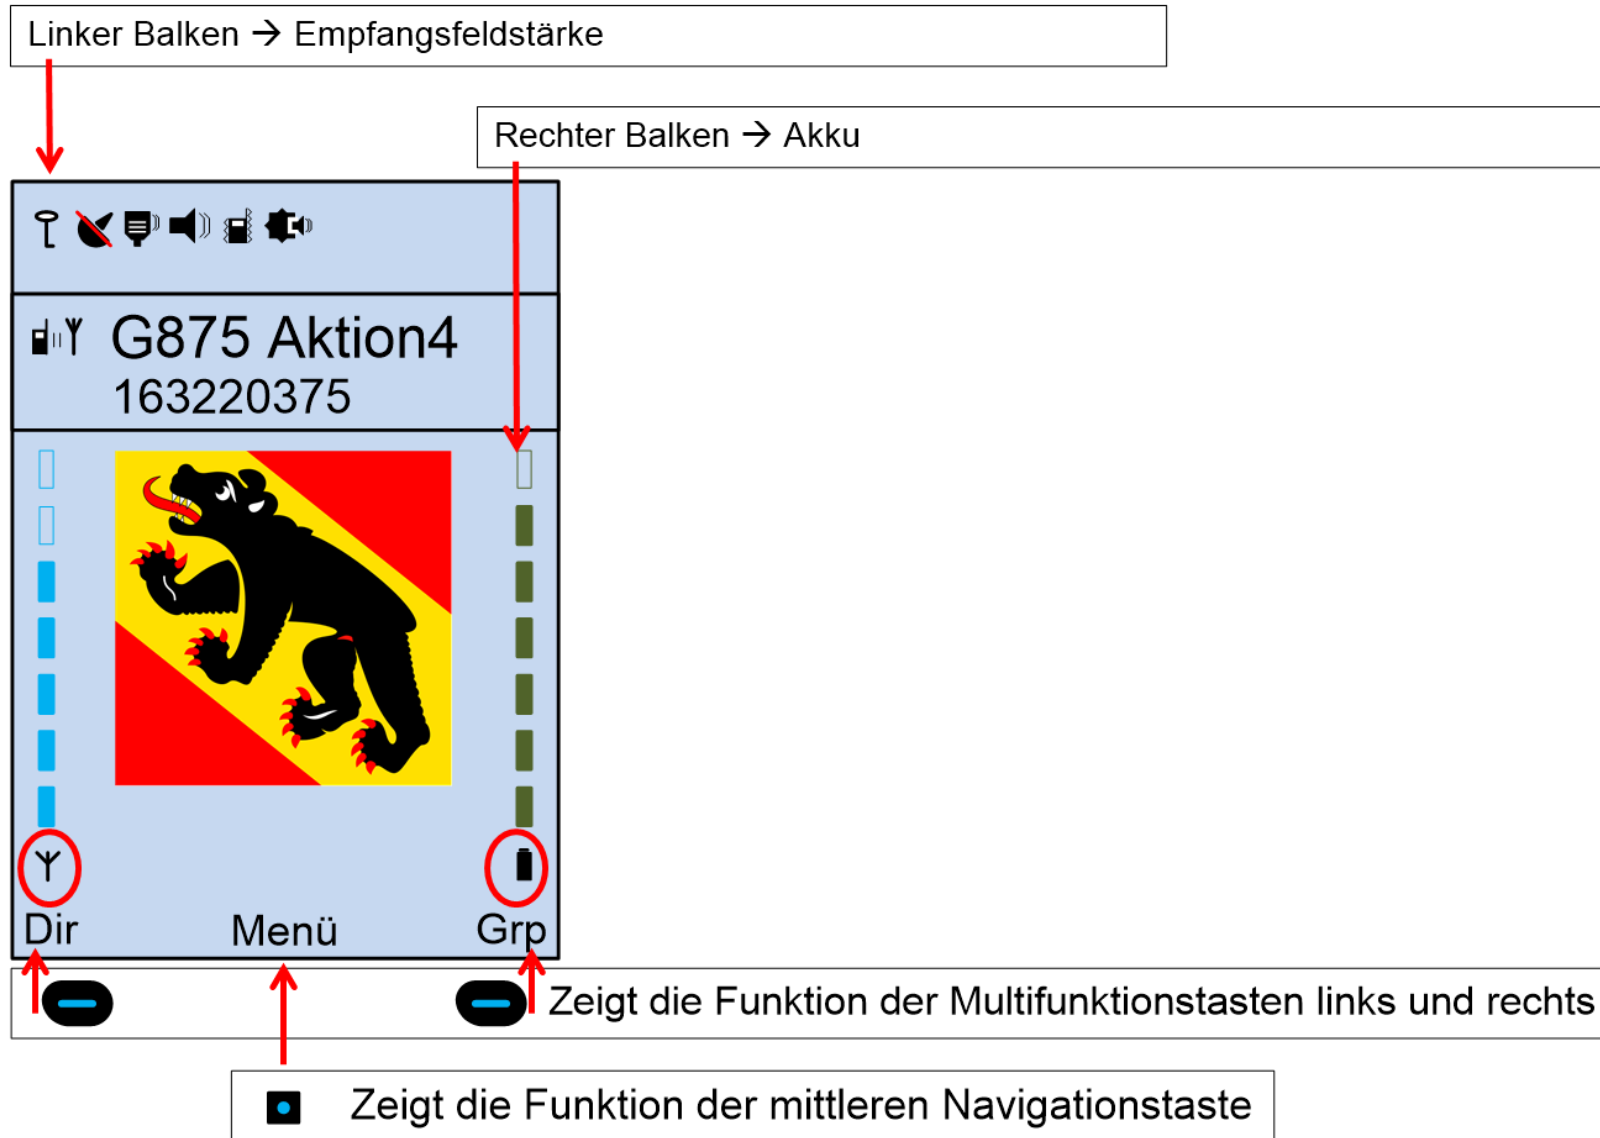 Linker Balken → Empfangsfeldstärke
Rechter Balken → Akku
G875 Aktion4
163220375
Dir Menü Grp
Zeigt die Funktion der Multifunktionstasten links und rechts
Zeigt die Funktion der mittleren Navigationstaste